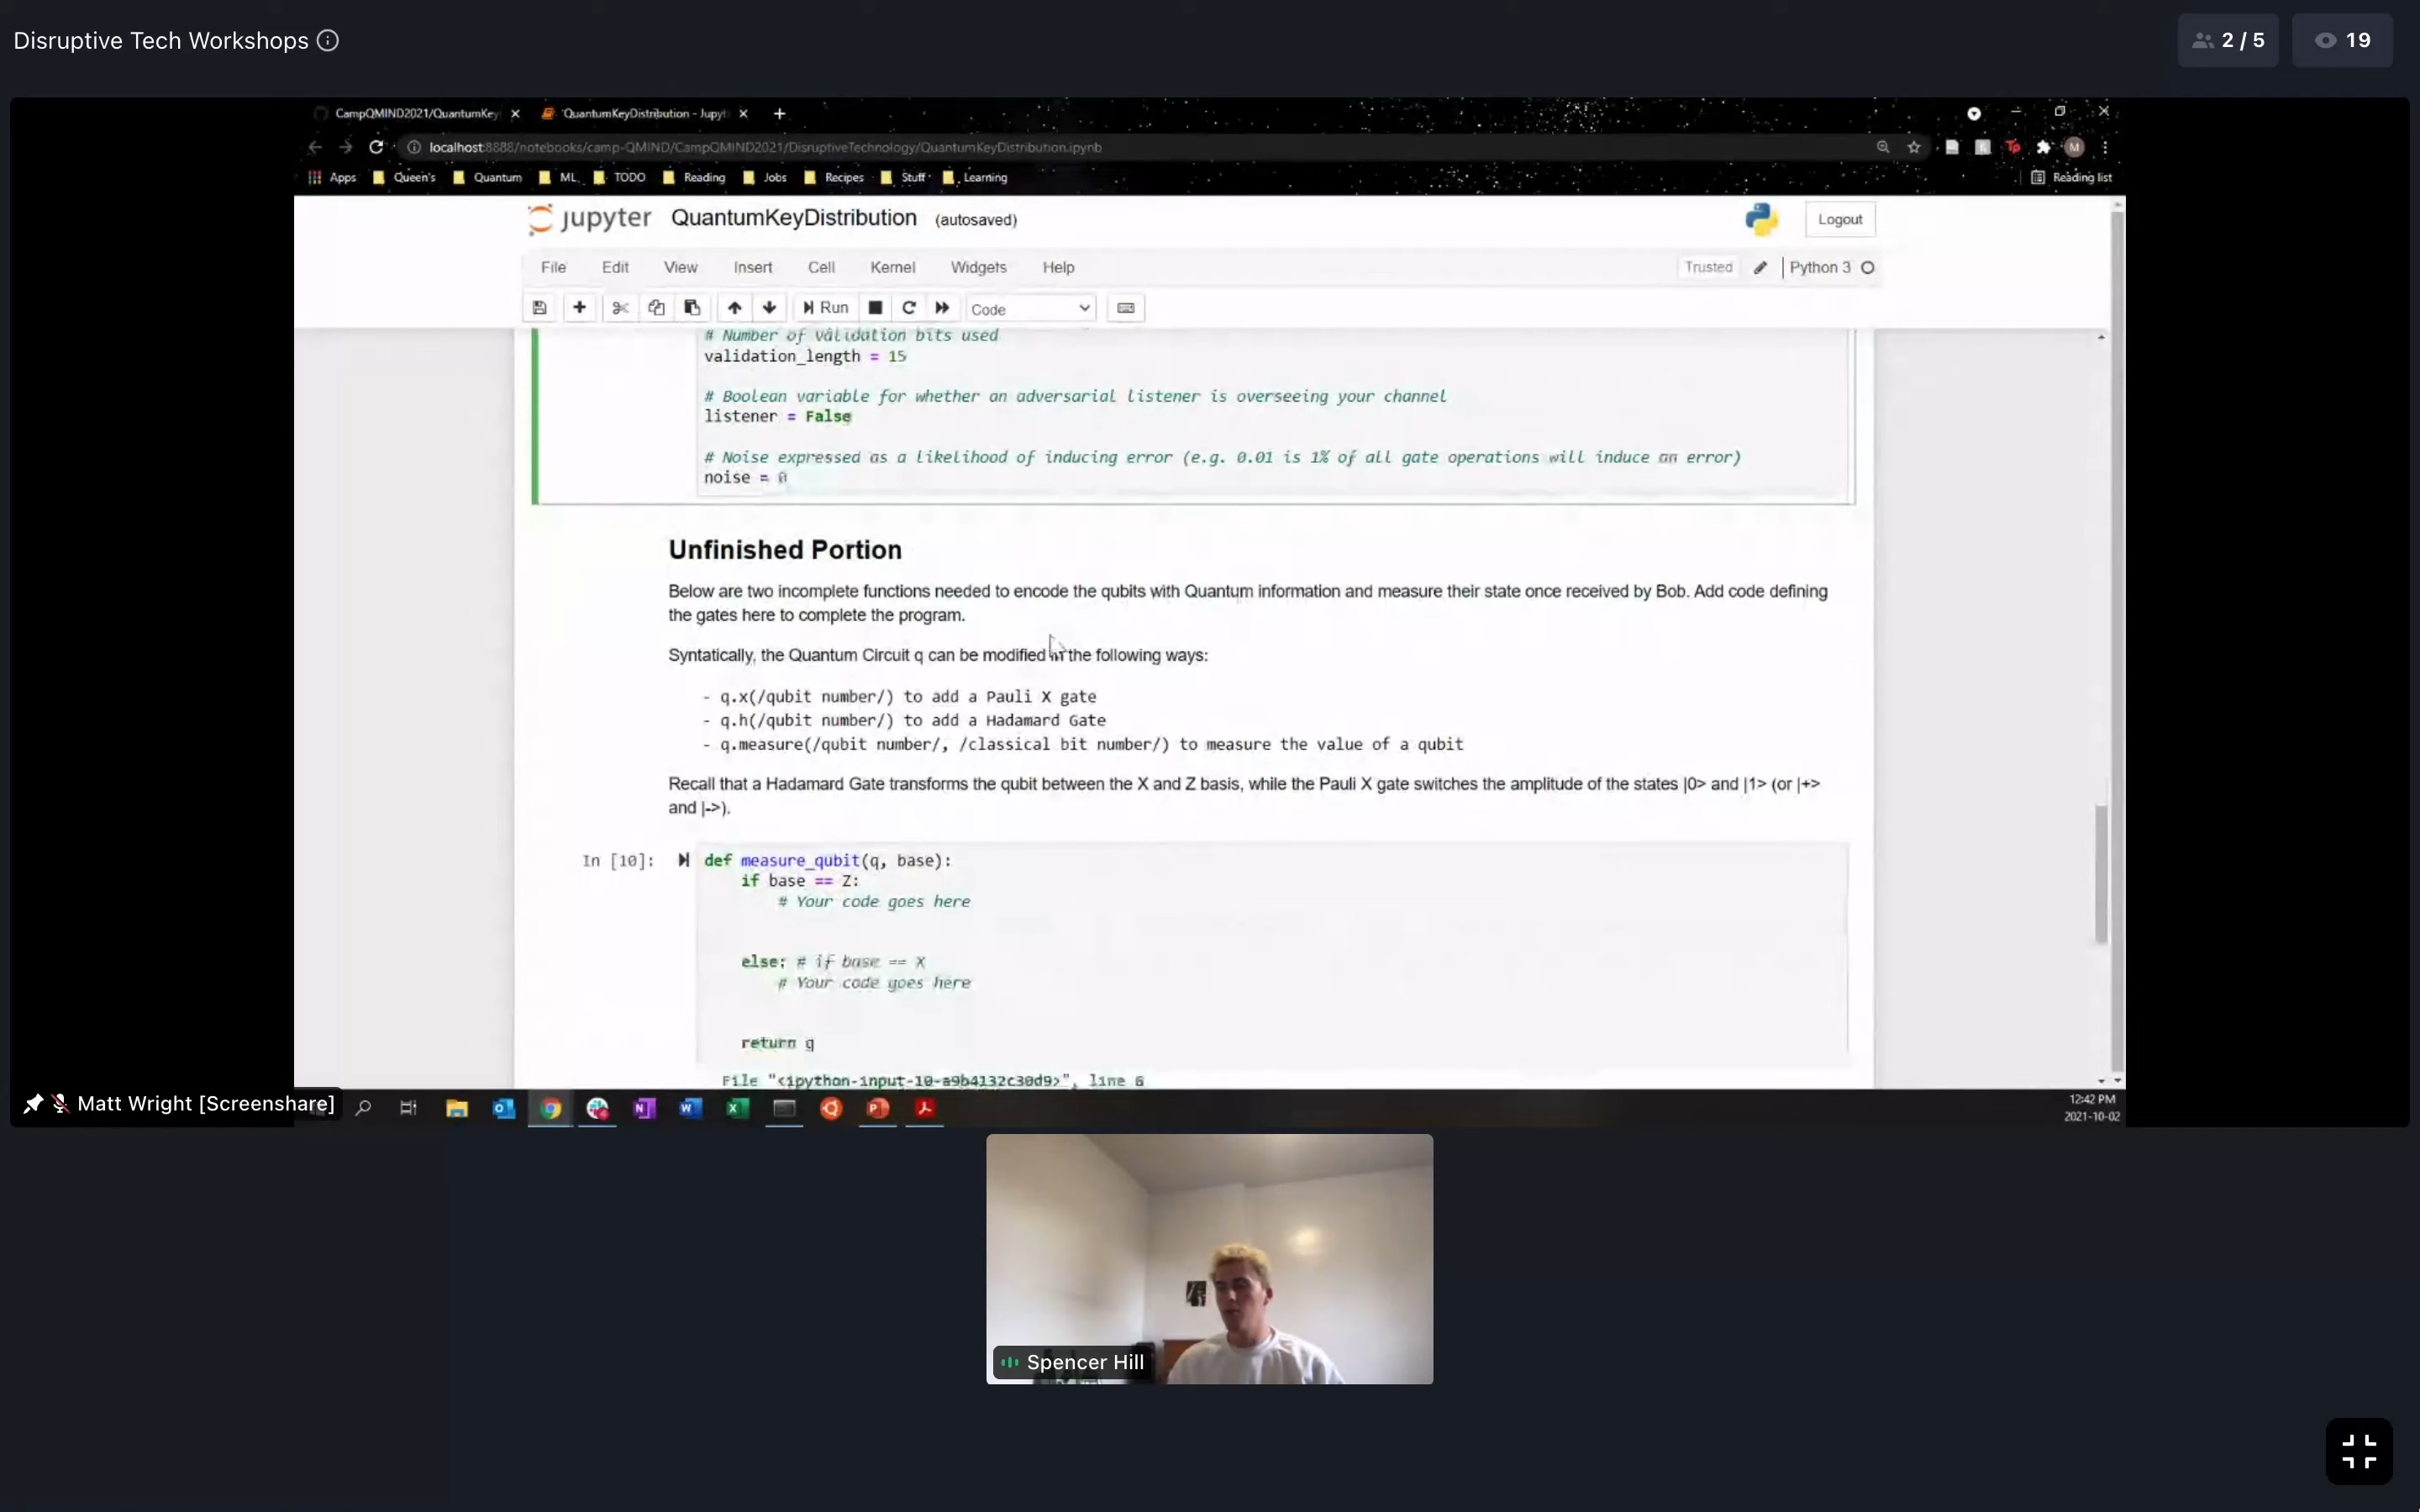 Disruptive Tech Workshops
2 / 5
19
CampQMIND2021/QuantumKey
QuantumKeyDistribution - Jupyt
localhost:8888/notebooks/camp-QMIND/CampQMIND2021/DisruptiveTechnology/QuantumKeyDistribution.ipynb
Apps Queen's Quantum ML TODO Reading Jobs Recipes Stuff Learning Reading list
jupyter QuantumKeyDistribution (autosaved) Logout
File Edit View Insert Cell Kernel Widgets Help Trusted Python 3
Run Code
# Number of validation bits used
validation_length = 15
# Boolean variable for whether an adversarial listener is overseeing your channel
listener = False
# Noise expressed as a likelihood of inducing error (e.g. 0.01 is 1% of all gate operations will induce an error)
noise = 0
Unfinished Portion
Below are two incomplete functions needed to encode the qubits with Quantum information and measure their state once received by Bob. Add code defining
the gates here to complete the program.
Syntatically, the Quantum Circuit q can be modified in the following ways:
- q.x(/qubit number/) to add a Pauli X gate
- q.h(/qubit number/) to add a Hadamard Gate
- q.measure(/qubit number/, /classical bit number/) to measure the value of a qubit
Recall that a Hadamard Gate transforms the qubit between the X and Z basis, while the Pauli X gate switches the amplitude of the states |0> and |1> (or |+>
and |->).
In [10]:
def measure_qubit(q, base):
if base == Z:
# Your code goes here
else: # if base == X
# Your code goes here
return q
File "<ipython-input-10-a9b4132c30d9>", line 6
Matt Wright [Screenshare]
12:42 PM
2021-10-02
Spencer Hill